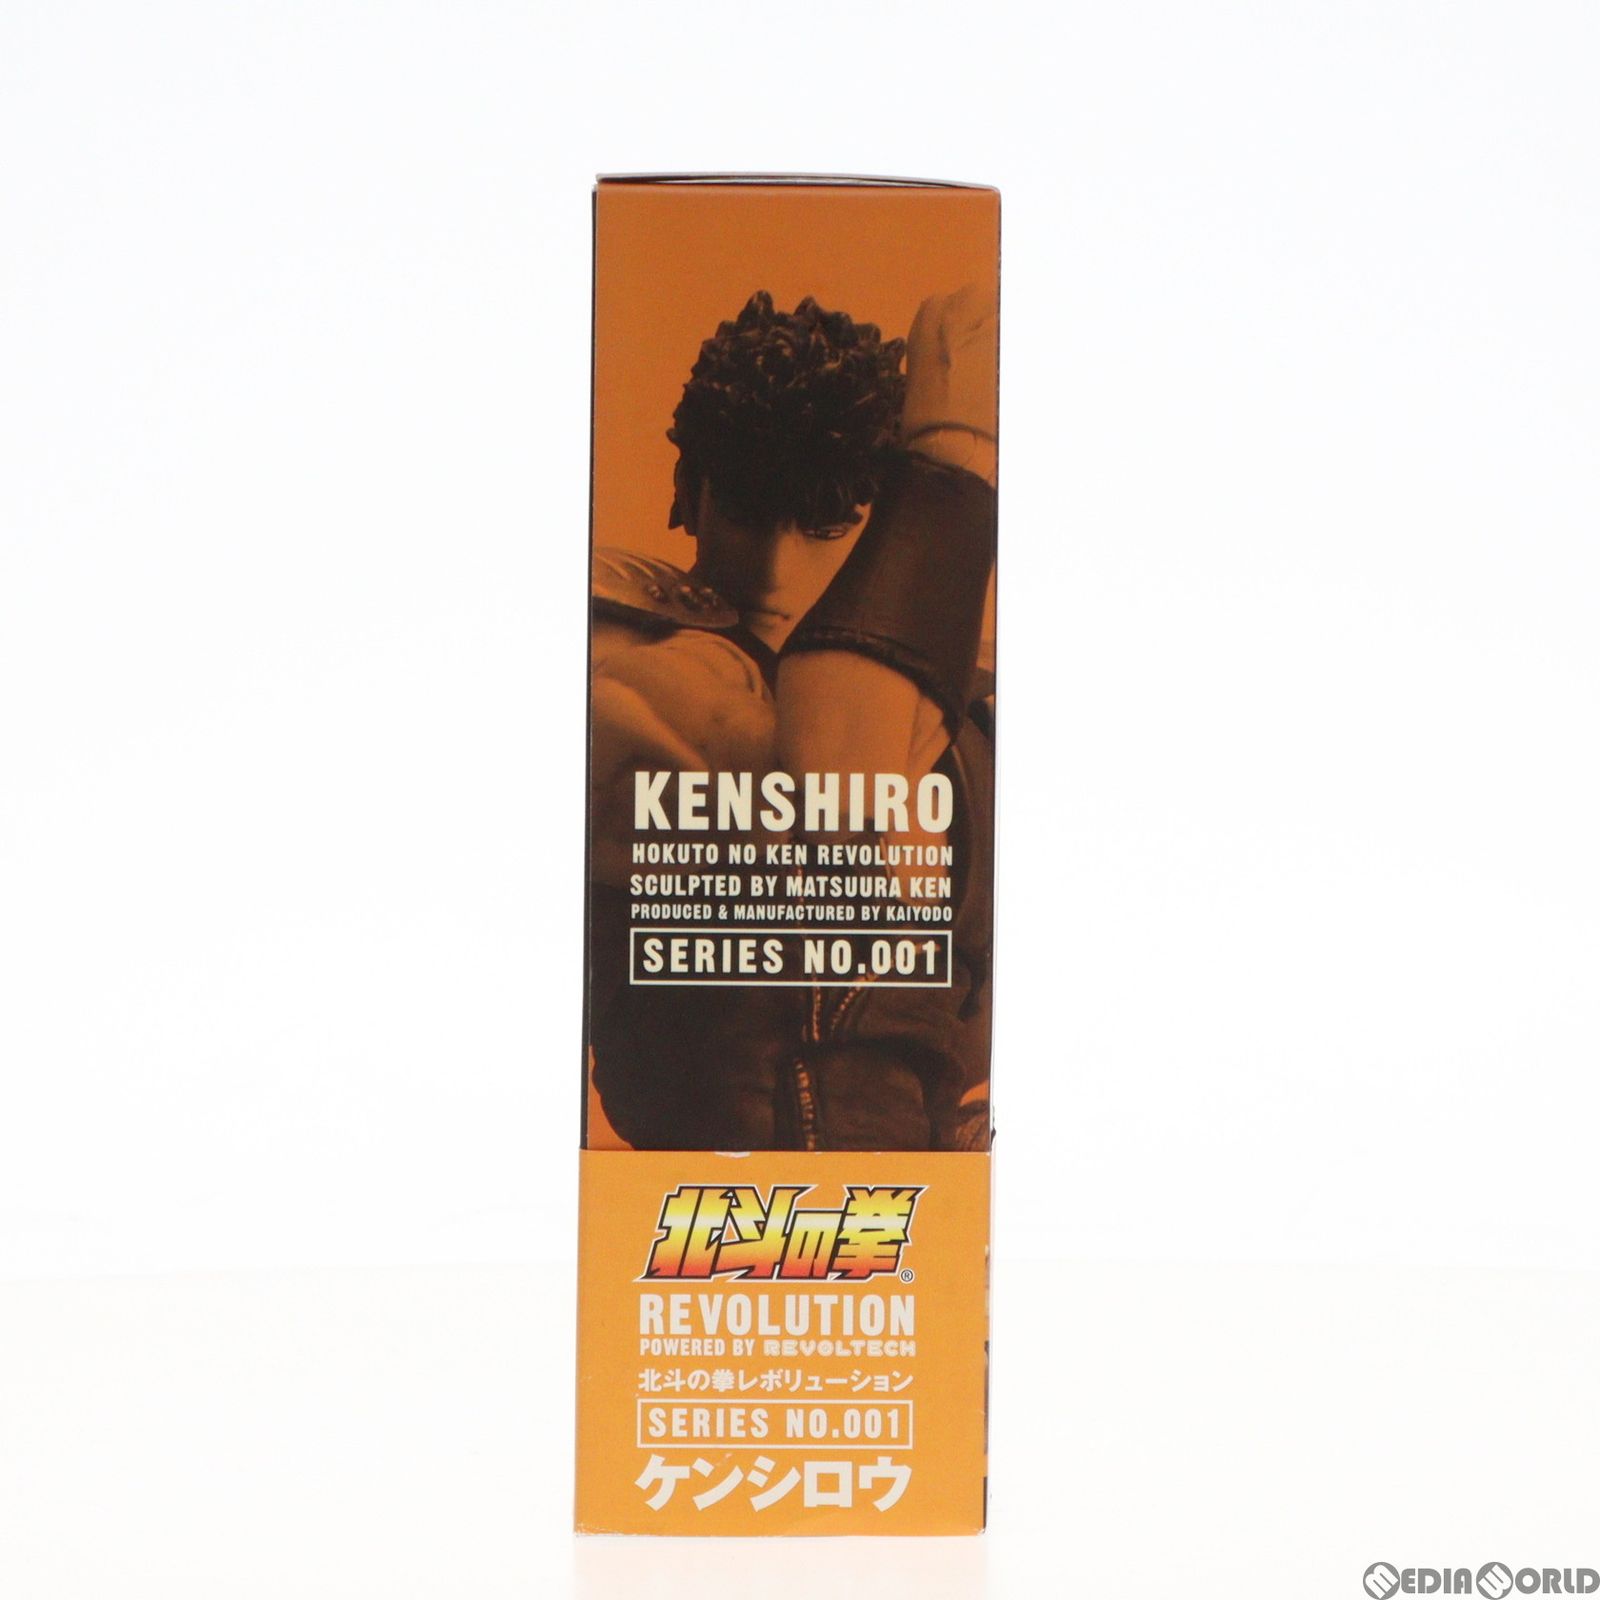 KENSHIRO
HOKUTO NO KEN REVOLUTION
SCULPTED BY MATSUURA KEN
PRODUCED & MANUFACTURED BY KAIYODO
SERIES NO.001
北斗の拳®
REVOLUTION
POWERED BY REVOLTECH
北斗の拳レボリューション
SERIES NO.001
ケンシロウ
MEDIAWORLD